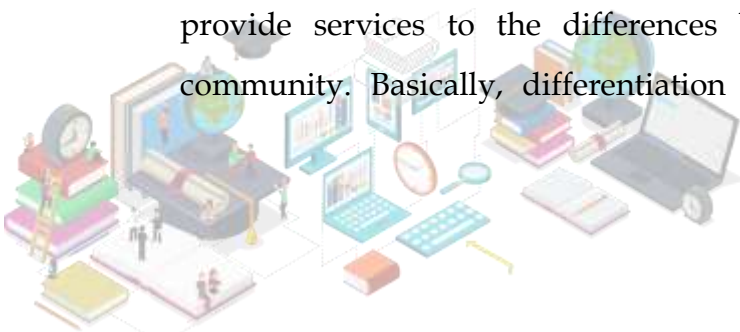 provide services to the differences
community. Basically, differentiation